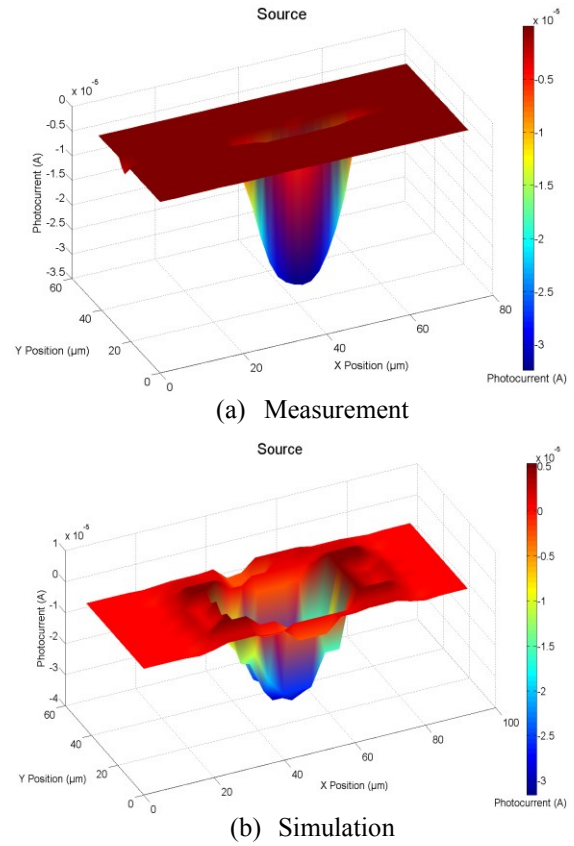 Source
x 10⁻⁵
0
-0.5
-1
-1.5
-2
-2.5
-3
-3.5
Photocurrent (A)
60
40
20
0
Y Position (µm)
0
20
40
60
80
X Position (µm)
x 10⁻⁵
-0.5
-1
-1.5
-2
-2.5
-3
Photocurrent (A)
(a) Measurement
Source
x 10⁻⁵
1
0
-1
-2
-3
-4
Photocurrent (A)
60
40
20
0
Y Position (µm)
0
20
40
60
80
100
X Position (µm)
x 10⁻⁵
0.5
0
-0.5
-1
-1.5
-2
-2.5
-3
Photocurrent (A)
(b) Simulation